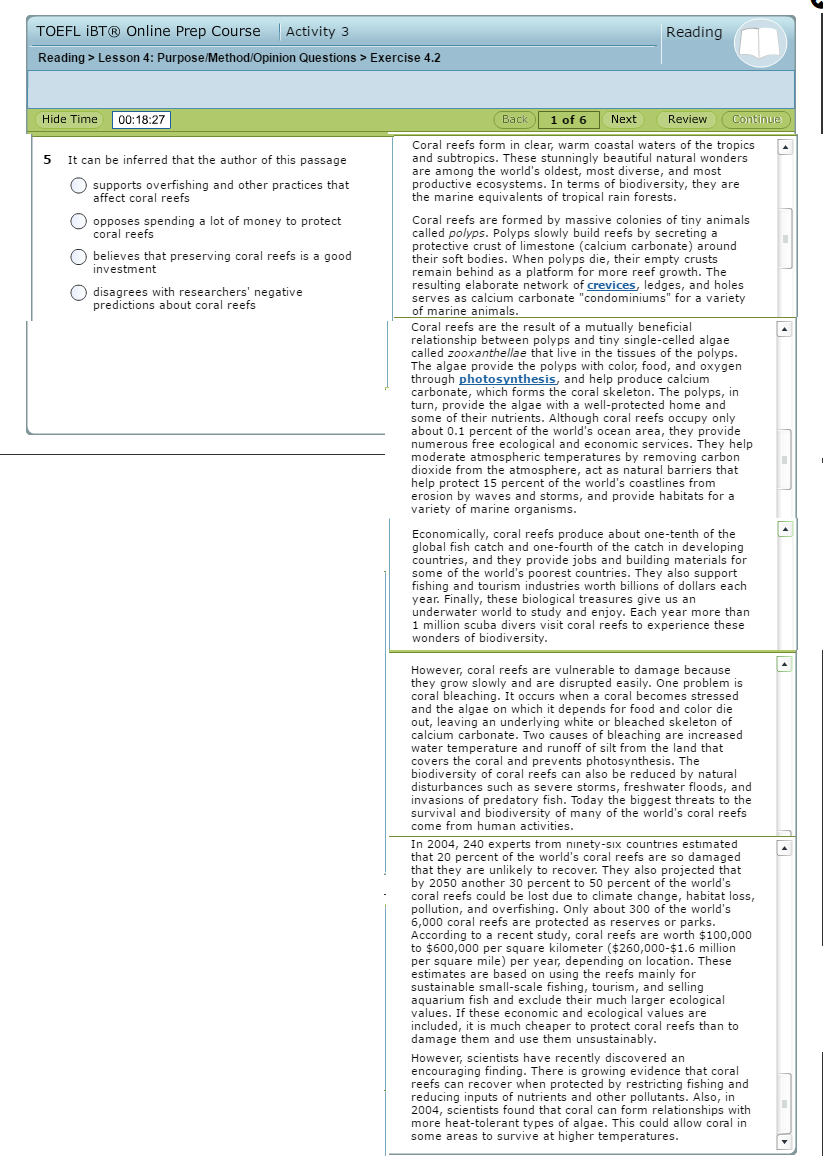 TOEFL iBT® Online Prep Course
Activity 3
Reading
Reading > Lesson 4: Purpose/Method/Opinion Questions > Exercise 4.2
Hide Time
00:18:27
Back
1 of 6
Next
Review
Continue
5 It can be inferred that the author of this passage
supports overfishing and other practices that
affect coral reefs
opposes spending a lot of money to protect
coral reefs
believes that preserving coral reefs is a good
investment
disagrees with researchers' negative
predictions about coral reefs
Coral reefs form in clear, warm coastal waters of the tropics
and subtropics. These stunningly beautiful natural wonders
are among the world's oldest, most diverse, and most
productive ecosystems. In terms of biodiversity, they are
the marine equivalents of tropical rain forests.
Coral reefs are formed by massive colonies of tiny animals
called polyps. Polyps slowly build reefs by secreting a
protective crust of limestone (calcium carbonate) around
their soft bodies. When polyps die, their empty crusts
remain behind as a platform for more reef growth. The
resulting elaborate network of crevices, ledges, and holes
serves as calcium carbonate "condominiums" for a variety
of marine animals.
Coral reefs are the result of a mutually beneficial
relationship between polyps and tiny single-celled algae
called zooxanthellae that live in the tissues of the polyps.
The algae provide the polyps with color, food, and oxygen
through photosynthesis, and help produce calcium
carbonate, which forms the coral skeleton. The polyps, in
turn, provide the algae with a well-protected home and
some of their nutrients. Although coral reefs occupy only
about 0.1 percent of the world's ocean area, they provide
numerous free ecological and economic services. They help
moderate atmospheric temperatures by removing carbon
dioxide from the atmosphere, act as natural barriers that
help protect 15 percent of the world's coastlines from
erosion by waves and storms, and provide habitats for a
variety of marine organisms.
Economically, coral reefs produce about one-tenth of the
global fish catch and one-fourth of the catch in developing
countries, and they provide jobs and building materials for
some of the world's poorest countries. They also support
fishing and tourism industries worth billions of dollars each
year. Finally, these biological treasures give us an
underwater world to study and enjoy. Each year more than
1 million scuba divers visit coral reefs to experience these
wonders of biodiversity.
However, coral reefs are vulnerable to damage because
they grow slowly and are disrupted easily. One problem is
coral bleaching. It occurs when a coral becomes stressed
and the algae on which it depends for food and color die
out, leaving an underlying white or bleached skeleton of
calcium carbonate. Two causes of bleaching are increased
water temperature and runoff of silt from the land that
covers the coral and prevents photosynthesis. The
biodiversity of coral reefs can also be reduced by natural
disturbances such as severe storms, freshwater floods, and
invasions of predatory fish. Today the biggest threats to the
survival and biodiversity of many of the world's coral reefs
come from human activities.
In 2004, 240 experts from ninety-six countries estimated
that 20 percent of the world's coral reefs are so damaged
that they are unlikely to recover. They also projected that
by 2050 another 30 percent to 50 percent of the world's
coral reefs could be lost due to climate change, habitat loss,
pollution, and overfishing. Only about 300 of the world's
6,000 coral reefs are protected as reserves or parks.
According to a recent study, coral reefs are worth $100,000
to $600,000 per square kilometer ($260,000-$1.6 million
per square mile) per year, depending on location. These
estimates are based on using the reefs mainly for
sustainable small-scale fishing, tourism, and selling
aquarium fish and exclude their much larger ecological
values. If these economic and ecological values are
included, it is much cheaper to protect coral reefs than to
damage them and use them unsustainably.
However, scientists have recently discovered an
encouraging finding. There is growing evidence that coral
reefs can recover when protected by restricting fishing and
reducing inputs of nutrients and other pollutants. Also, in
2004, scientists found that coral can form relationships with
more heat-tolerant types of algae. This could allow coral in
some areas to survive at higher temperatures.